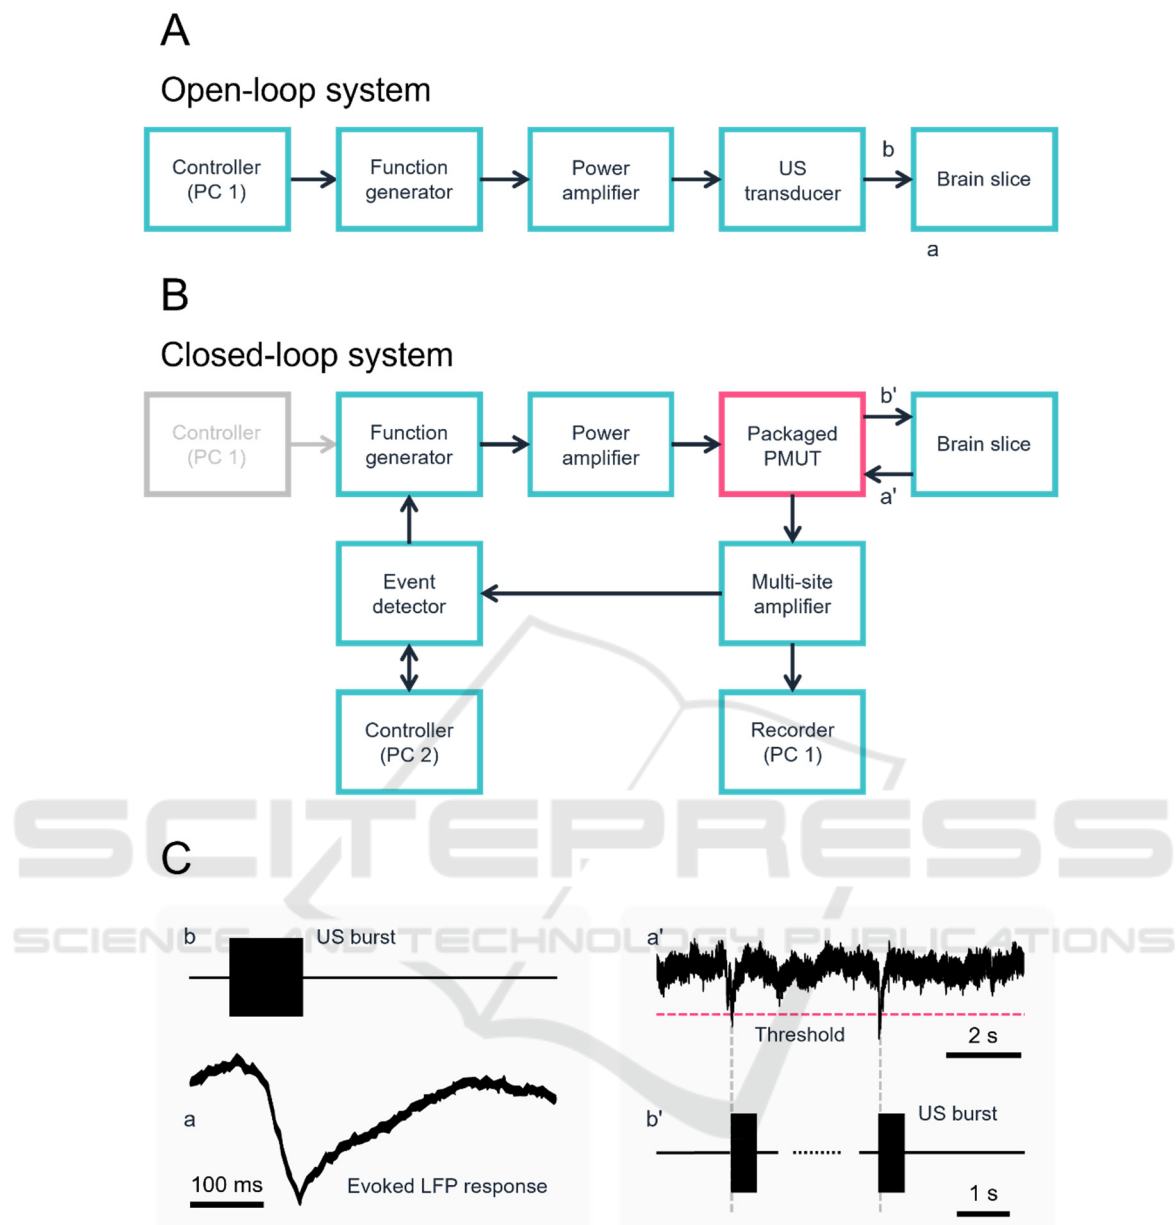 A
Open-loop system
Controller
(PC 1)
Function
generator
Power
amplifier
US
transducer
b
Brain slice
a
B
Closed-loop system
Controller
(PC 1)
Function
generator
Power
amplifier
Packaged
PMUT
b'
a'
Brain slice
Event
detector
Multi-site
amplifier
Controller
(PC 2)
Recorder
(PC 1)
SCITEPRESS
SCIENCE AND TECHNOLOGY PUBLICATIONS
C
b
US burst
a
100 ms
Evoked LFP response
a'
Threshold
2 s
b'
US burst
1 s